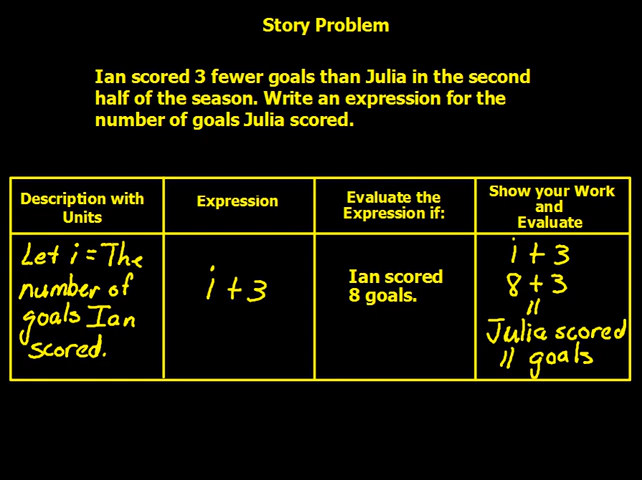 Story Problem
Ian scored 3 fewer goals than Julia in the second
half of the season. Write an expression for the
number of goals Julia scored.
Description with
Units
Expression
Evaluate the
Expression if:
Show your Work
and
Evaluate
Let i = The
number of
goals Ian
scored.
i + 3
Ian scored
8 goals.
i + 3
8 + 3
11
Julia scored
11 goals